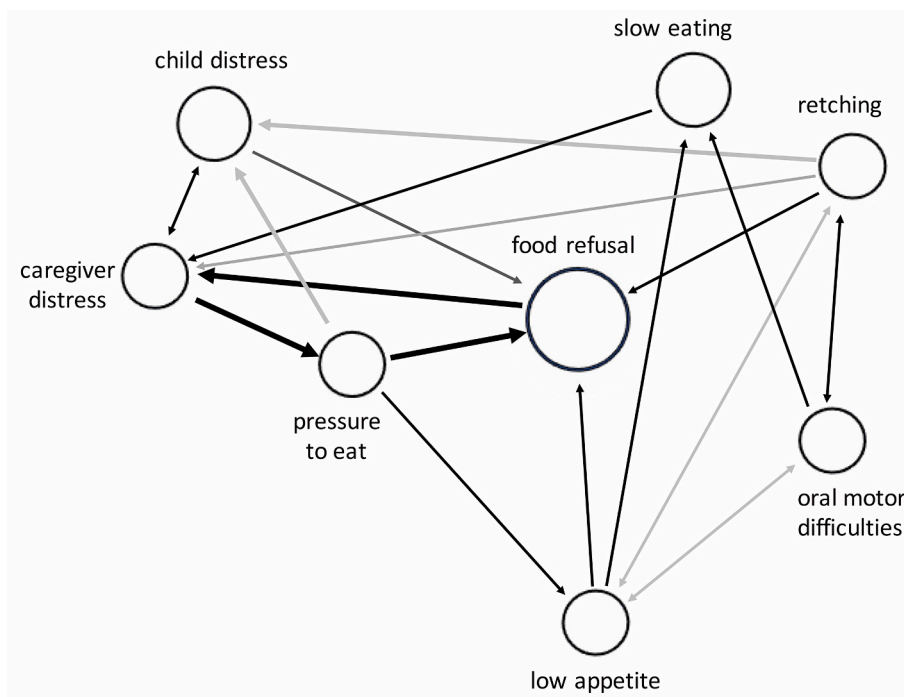 slow eating
child distress
retching
food refusal
caregiver
distress
pressure
to eat
oral motor
difficulties
low appetite